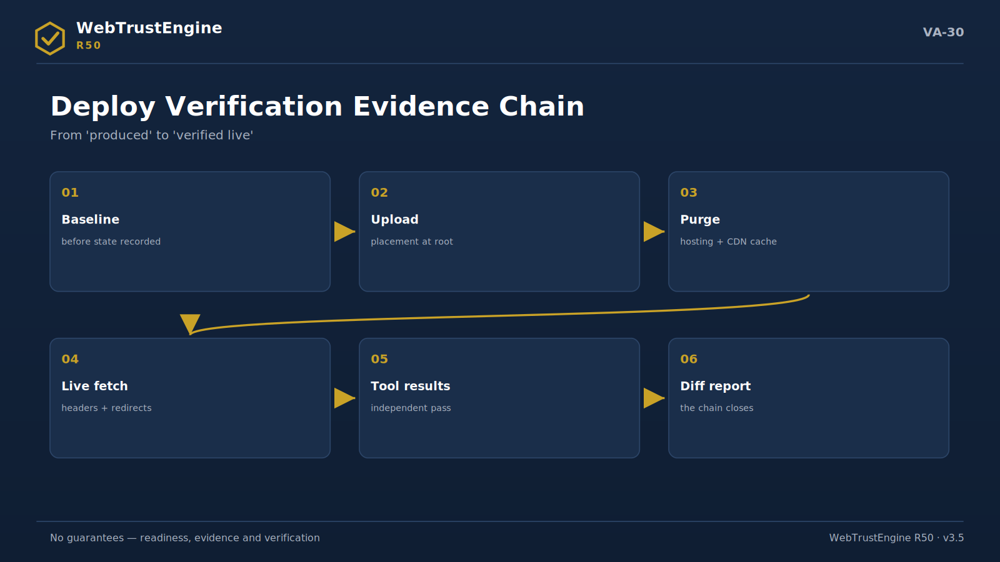 WebTrustEngine
R50
VA-30
Deploy Verification Evidence Chain
From 'produced' to 'verified live'
01
Baseline
before state recorded
02
Upload
placement at root
03
Purge
hosting + CDN cache
04
Live fetch
headers + redirects
05
Tool results
independent pass
06
Diff report
the chain closes
No guarantees — readiness, evidence and verification
WebTrustEngine R50 · v3.5